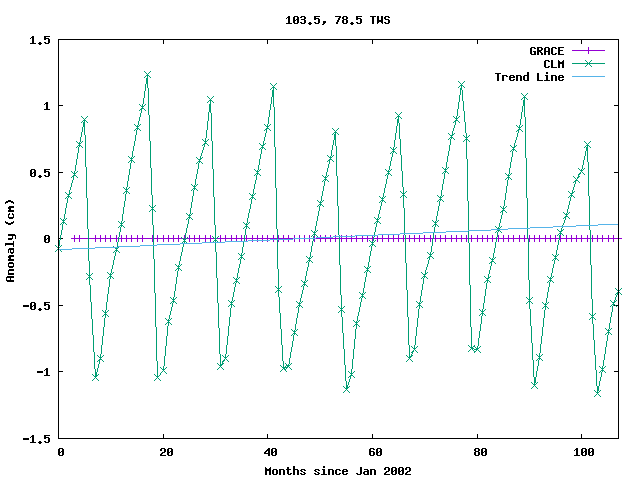 103.5, 78.5 TWS
GRACE
CLM
Trend Line
1.5
1
0.5
0
-0.5
-1
-1.5
Anomaly (cm)
0 20 40 60 80 100
Months since Jan 2002